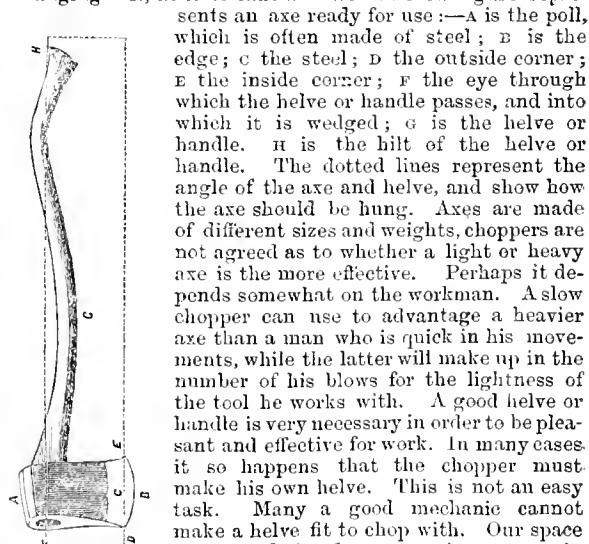 sents an axe ready for use :—A is the poll,
which is often made of steel ; B is the
edge ; C the steel ; D the outside corner ;
E the inside corner ; F the eye through
which the helve or handle passes, and into
which it is wedged ; G is the helve or
handle. H is the hilt of the helve or
handle. The dotted lines represent the
angle of the axe and helve, and show how
the axe should be hung. Axes are made
of different sizes and weights, choppers are
not agreed as to whether a light or heavy
axe is the more effective. Perhaps it de-
pends somewhat on the workman. A slow
chopper can use to advantage a heavier
axe than a man who is quick in his move-
ments, while the latter will make up in the
number of his blows for the lightness of
the tool he works with. A good helve or
handle is very necessary in order to be plea-
sant and effective for work. In many cases
it so happens that the chopper must
make his own helve. This is not an easy
task. Many a good mechanic cannot
make a helve fit to chop with. Our space
H
C
E
A
C
B
D